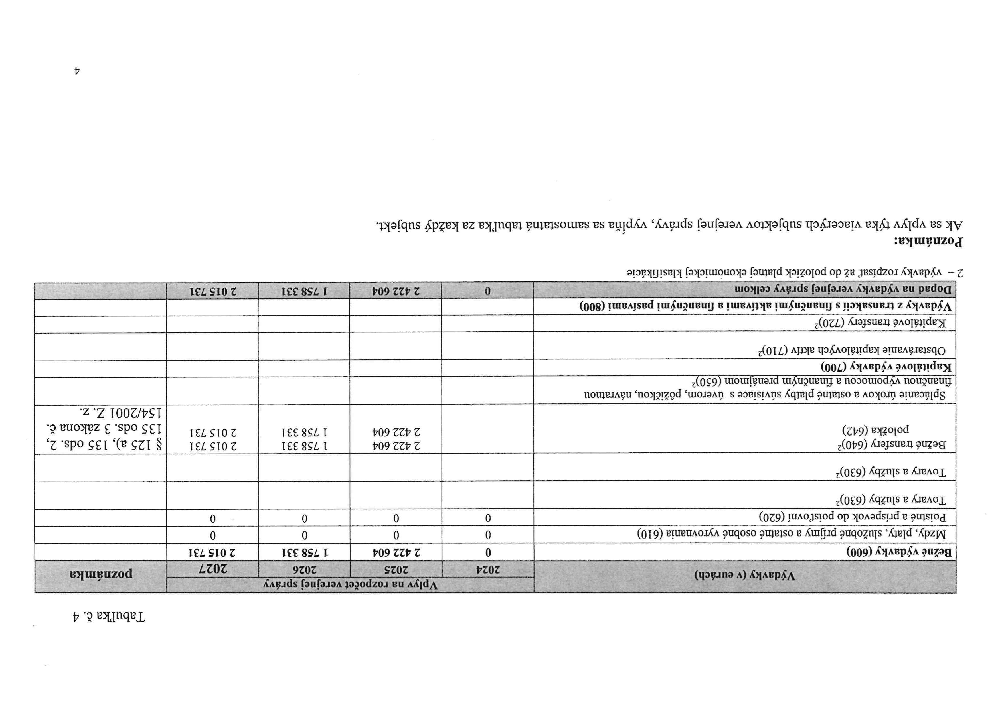 Tabuľka č. 4
Výdavky (v eurách) Vplyv na rozpočet verejnej správy poznámka
2024 2025 2026 2027
Bežné výdavky (600) 0 2 422 604 1 758 331 2 015 731
Mzdy, platy, služobné príjmy a ostatné osobné vyrovnania (610) 0 0 0 0
Poistné a príspevok do poisťovní (620) 0 0 0 0
Tovary a služby (630)2
Tovary a služby (630)2
Bežné transfery (640)2 2 422 604 1 758 331 2 015 731 § 125 a), 135 ods. 2,
položka (642) 2 422 604 1 758 331 2 015 731 135 ods. 3 zákona č.
154/2001 Z. z.
Splácanie úrokov a ostatné platby súvisiace s úverom, pôžičkou, návratnou
finančnou výpomocou a finančným prenájmom (650)2
Kapitálové výdavky (700)
Obstarávanie kapitálových aktív (710)2
Kapitálové transfery (720)2
Výdavky z transakcií s finančnými aktívami a finančnými pasívami (800)
Dopad na výdavky verejnej správy celkom 0 2 422 604 1 758 331 2 015 731
2 – výdavky rozpísať až do položiek platnej ekonomickej klasifikácie
Poznámka:
Ak sa vplyv týka viacerých subjektov verejnej správy, vypĺňa sa samostatná tabuľka za každý subjekt.
4